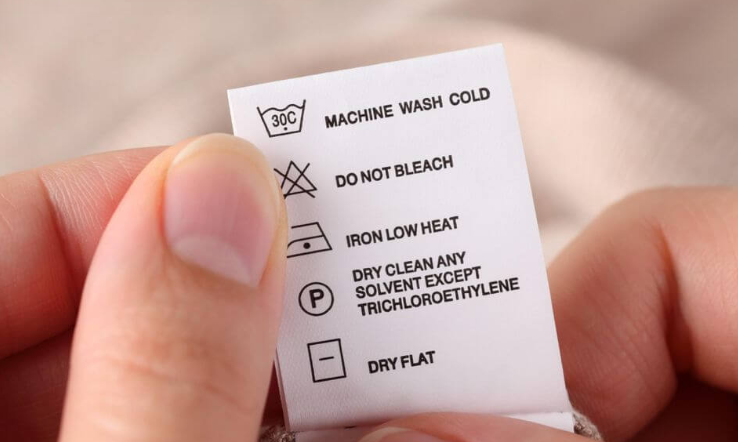 30C MACHINE WASH COLD
DO NOT BLEACH
IRON LOW HEAT
DRY CLEAN ANY
P SOLVENT EXCEPT
TRICHLOROETHYLENE
DRY FLAT